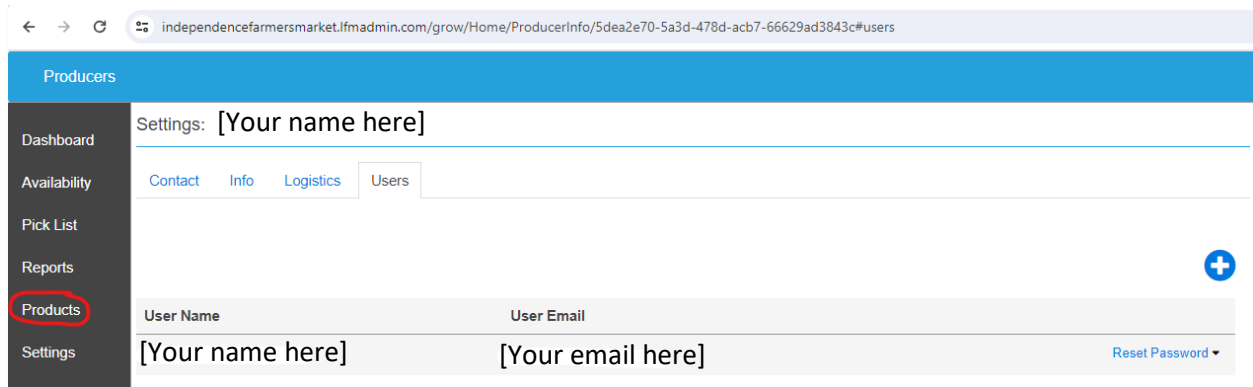 independencefarmersmarket.lfmadmin.com/grow/Home/ProducerInfo/5dea2e70-5a3d-478d-acb7-66629ad3843c#users
Producers
Settings: [Your name here]
Dashboard
Availability
Pick List
Reports
Products
Settings
Contact Info Logistics Users
User Name User Email
[Your name here] [Your email here] Reset Password